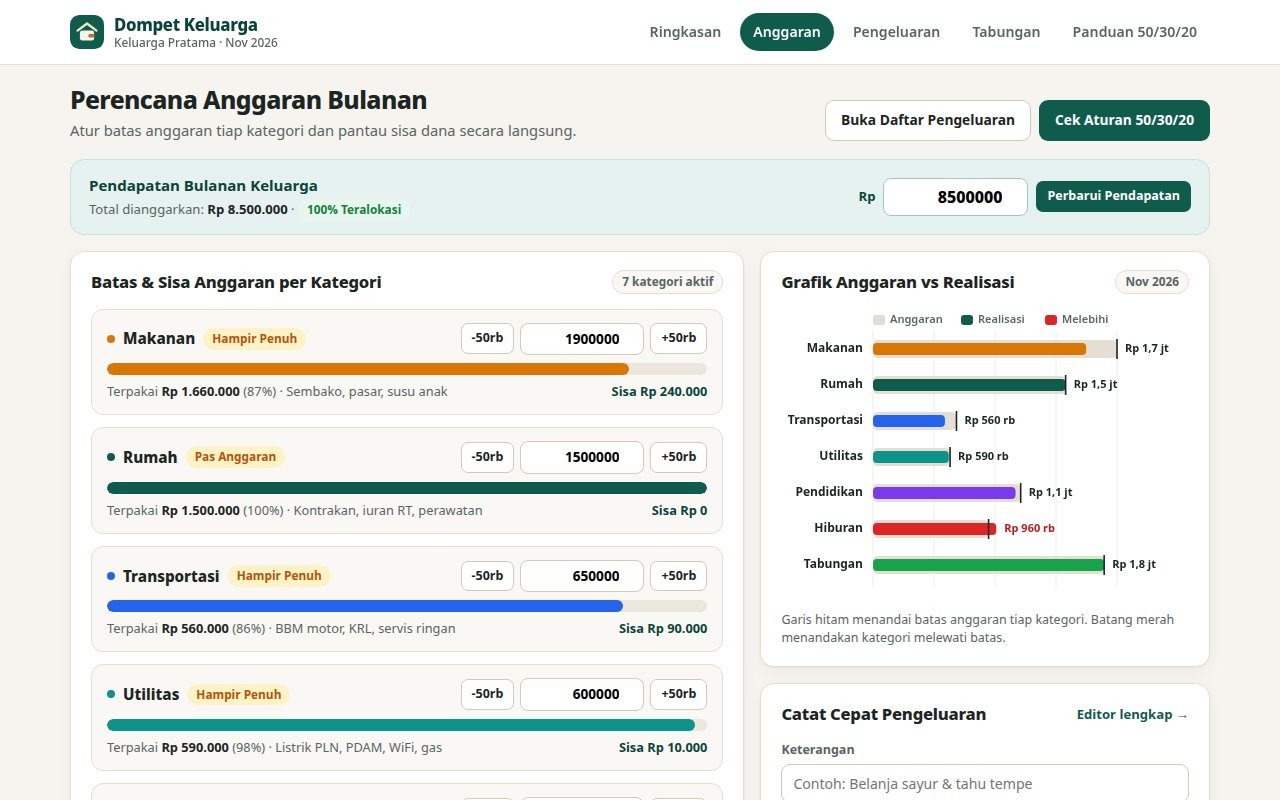 Dompet Keluarga
Keluarga Pratama · Nov 2026
Ringkasan
Anggaran
Pengeluaran
Tabungan
Panduan 50/30/20
Perencana Anggaran Bulanan
Atur batas anggaran tiap kategori dan pantau sisa dana secara langsung.
Buka Daftar Pengeluaran
Cek Aturan 50/30/20
Pendapatan Bulanan Keluarga
Total dianggarkan: Rp 8.500.000 · 100% Teralokasi
Rp 8500000
Perbarui Pendapatan
Batas & Sisa Anggaran per Kategori
7 kategori aktif
Makanan Hampir Penuh -50rb 1900000 +50rb
Terpakai Rp 1.660.000 (87%) · Sembako, pasar, susu anak Sisa Rp 240.000
Rumah Pas Anggaran -50rb 1500000 +50rb
Terpakai Rp 1.500.000 (100%) · Kontrakan, iuran RT, perawatan Sisa Rp 0
Transportasi Hampir Penuh -50rb 650000 +50rb
Terpakai Rp 560.000 (86%) · BBM motor, KRL, servis ringan Sisa Rp 90.000
Utilitas Hampir Penuh -50rb 600000 +50rb
Terpakai Rp 590.000 (98%) · Listrik PLN, PDAM, WiFi, gas Sisa Rp 10.000
Grafik Anggaran vs Realisasi
Nov 2026
Anggaran Realisasi Melebihi
Makanan Rp 1,7 jt
Rumah Rp 1,5 jt
Transportasi Rp 560 rb
Utilitas Rp 590 rb
Pendidikan Rp 1,1 jt
Hiburan Rp 960 rb
Tabungan Rp 1,8 jt
Garis hitam menandai batas anggaran tiap kategori. Batang merah
menandakan kategori melewati batas.
Catat Cepat Pengeluaran
Editor lengkap →
Keterangan
Contoh: Belanja sayur & tahu tempe